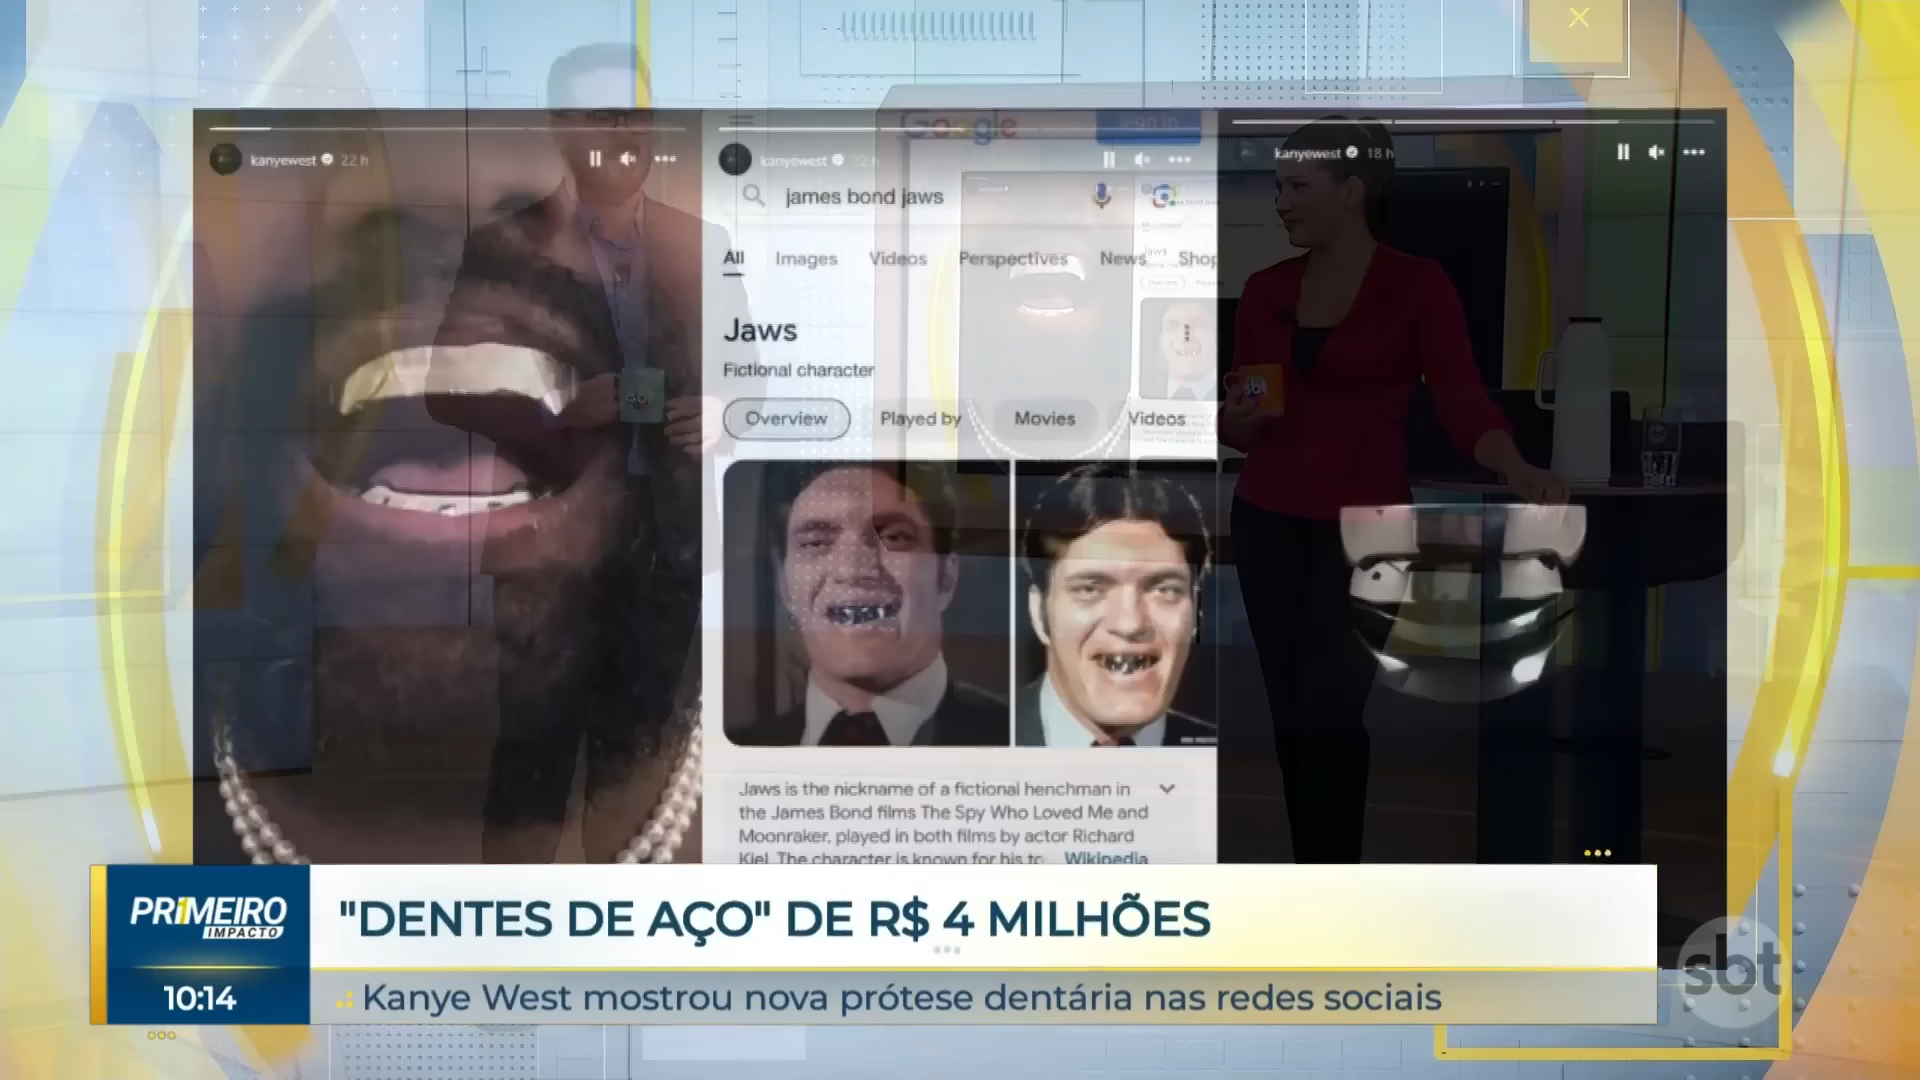 kanyewest 22 h
Google
Sign in
kanyewest 22 h
james bond jaws
All Images Videos Perspectives News Shop
Jaws
Fictional character
Overview Played by Movies Videos
Jaws is the nickname of a fictional henchman in
the James Bond films The Spy Who Loved Me and
Moonraker, played in both films by actor Richard
Kiel. The character is known for his Wikipedia
kanyewest 18 h
sbt
PRIMEIRO
IMPACTO
10:14
"DENTES DE AÇO" DE R$ 4 MILHÕES
Kanye West mostrou nova prótese dentária nas redes sociais
sbt